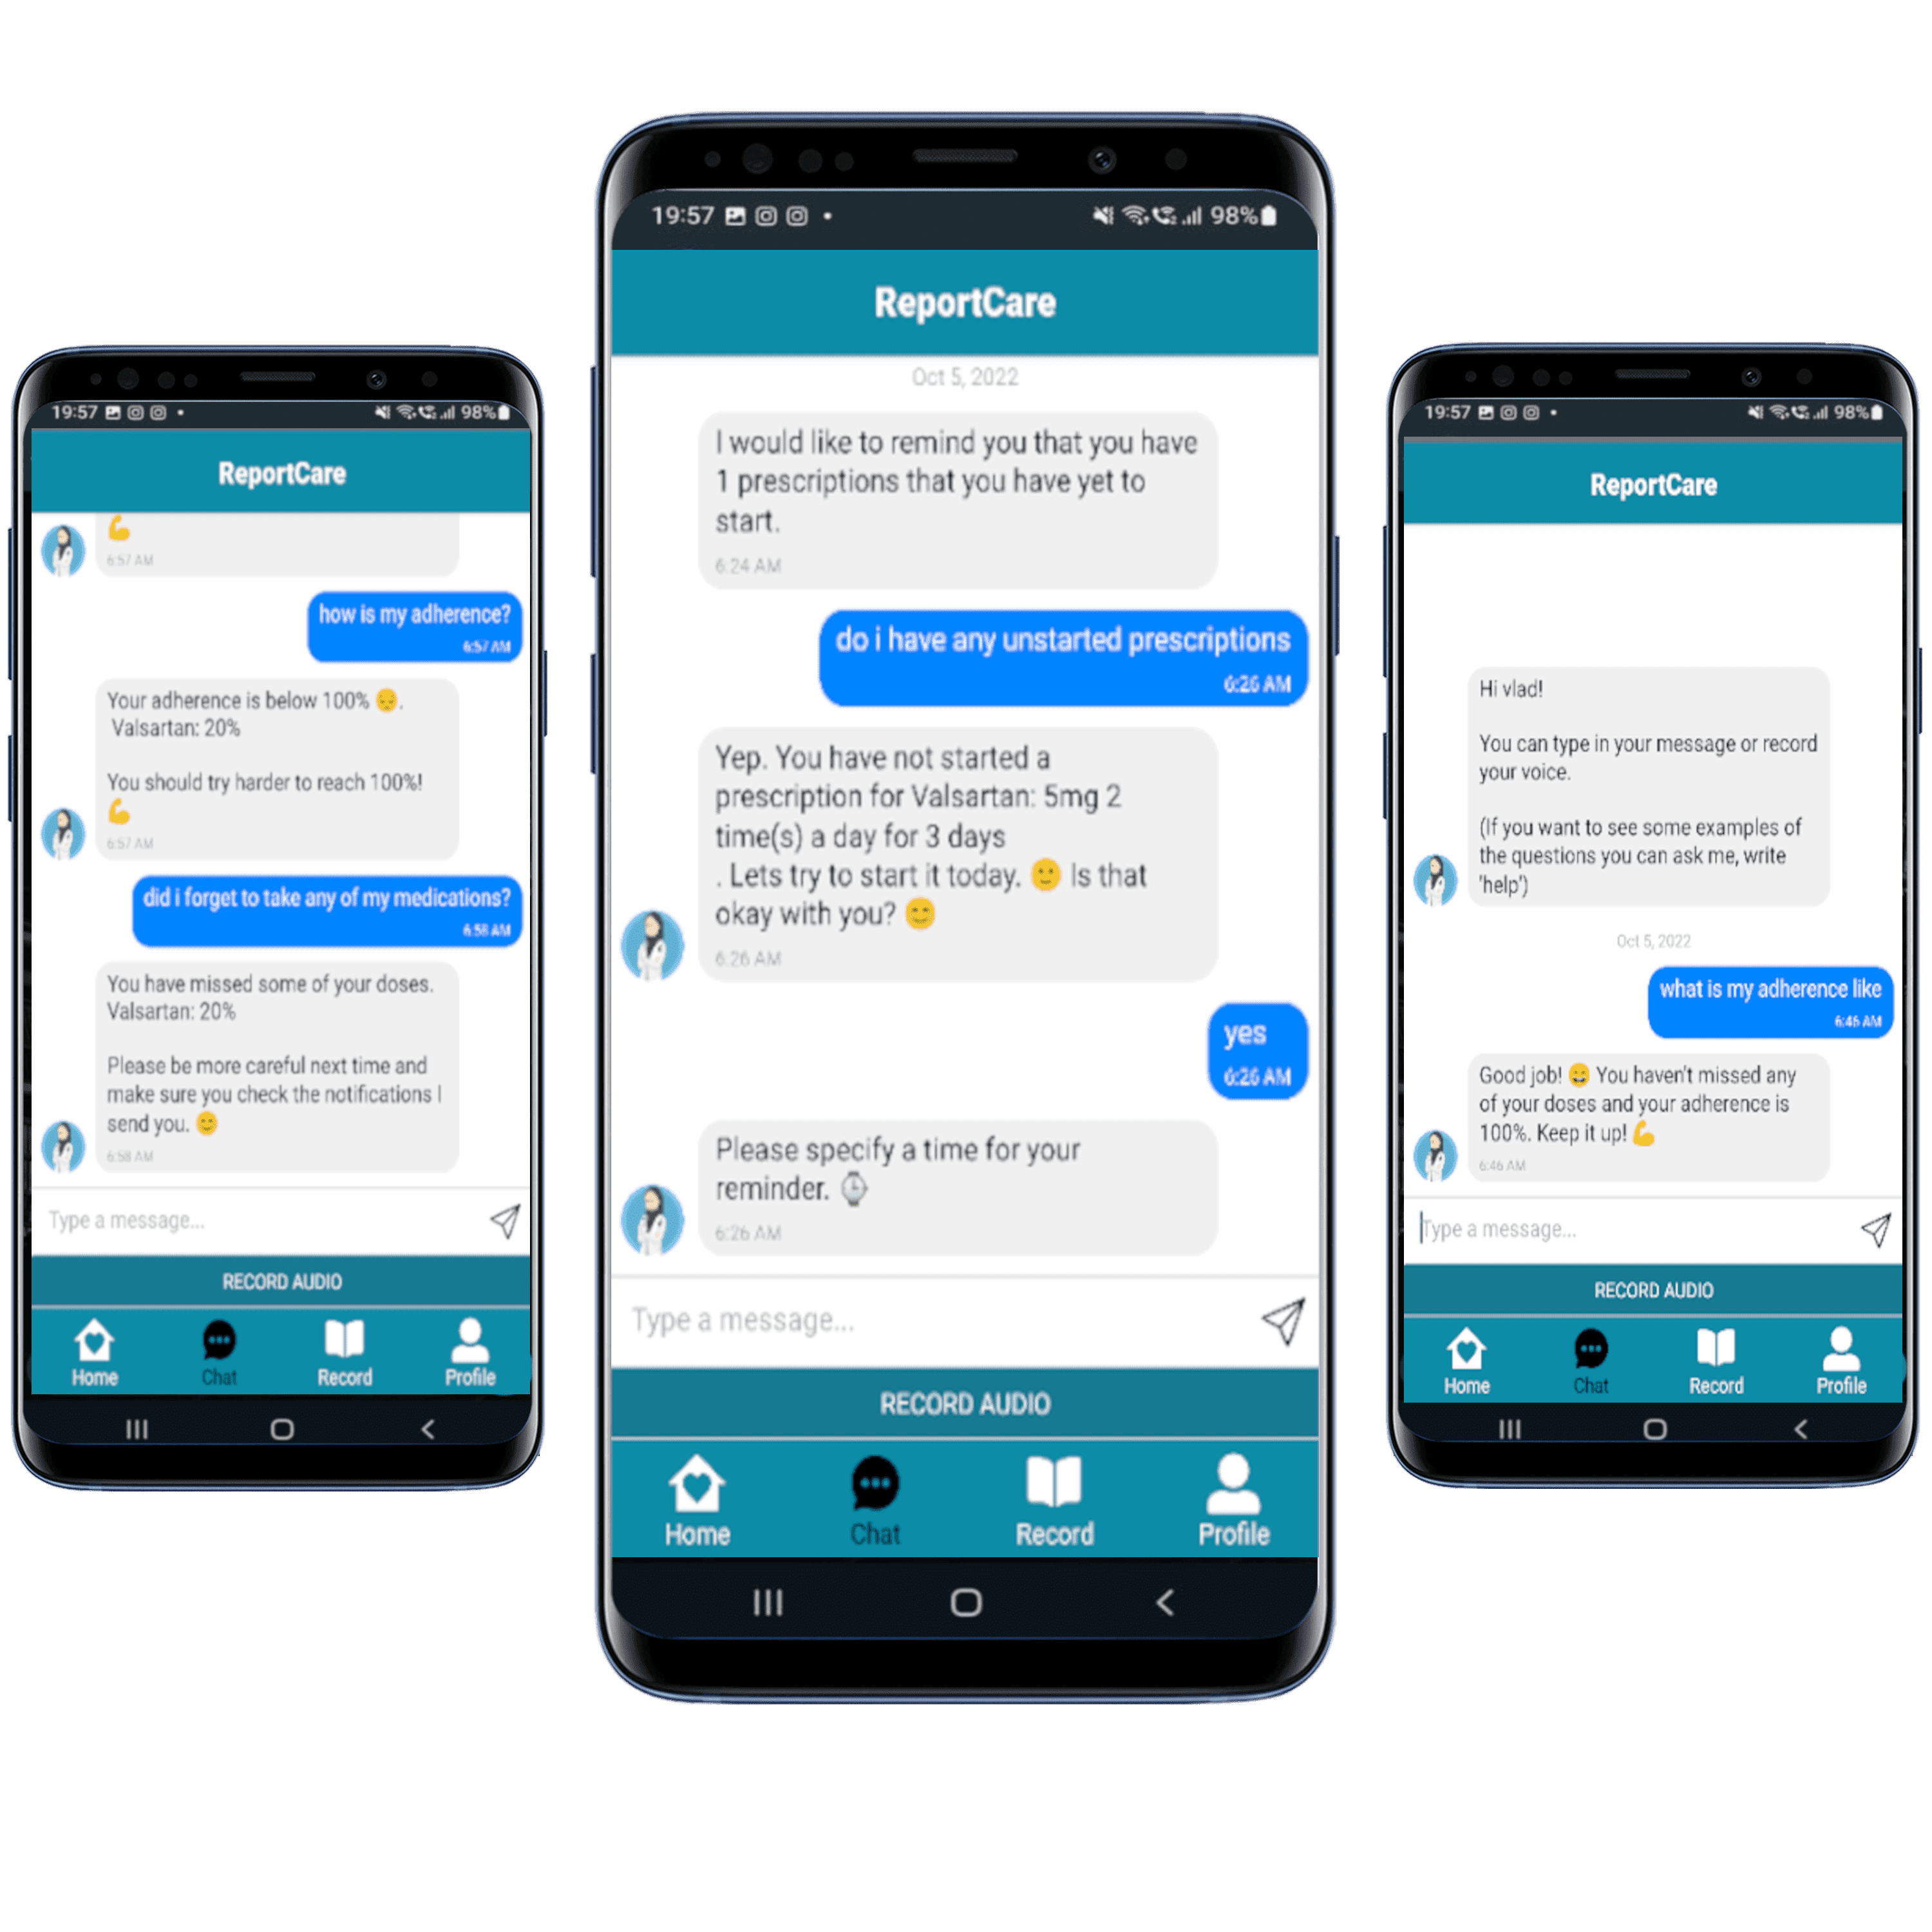 19:57
98%
ReportCare
💪
6:57 AM
how is my adherence?
6:57 AM
Your adherence is below 100% 😔.
Valsartan: 20%
You should try harder to reach 100%!
💪
6:57 AM
did i forget to take any of my medications?
6:58 AM
You have missed some of your doses.
Valsartan: 20%
Please be more careful next time and
make sure you check the notifications I
send you. 😊
6:58 AM
Type a message...
RECORD AUDIO
Home Chat Record Profile
19:57
98%
ReportCare
Oct 5, 2022
I would like to remind you that you have
1 prescriptions that you have yet to
start.
6:24 AM
do i have any unstarted prescriptions
6:26 AM
Yep. You have not started a
prescription for Valsartan: 5mg 2
time(s) a day for 3 days
. Lets try to start it today. 🙂 Is that
okay with you? 😊
6:26 AM
yes
6:26 AM
Please specify a time for your
reminder. ⌚
6:26 AM
Type a message...
RECORD AUDIO
Home Chat Record Profile
19:57
98%
ReportCare
Hi vlad!
You can type in your message or record
your voice.
(If you want to see some examples of
the questions you can ask me, write
'help')
Oct 5, 2022
what is my adherence like
6:46 AM
Good job! 😄 You haven't missed any
of your doses and your adherence is
100%. Keep it up! 💪
6:46 AM
Type a message...
RECORD AUDIO
Home Chat Record Profile